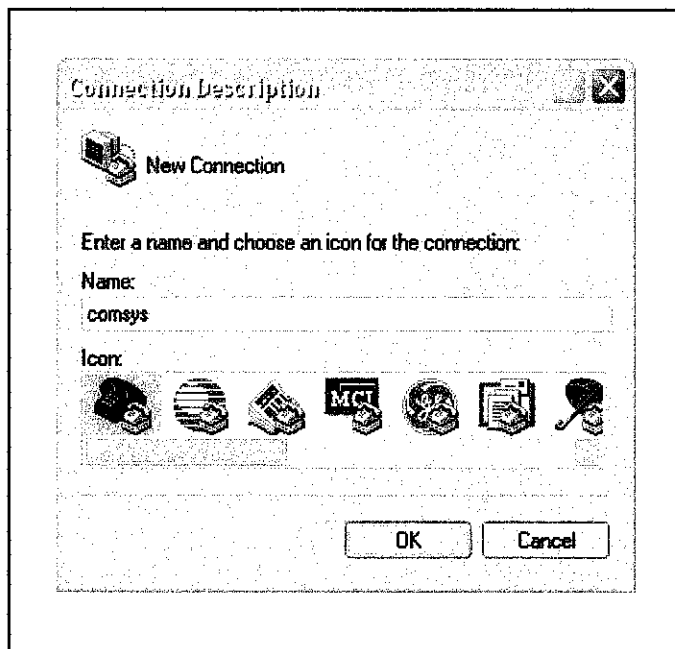 Connection Description
New Connection
Enter a name and choose an icon for the connection:
Name:
comsys
Icon:
MCI
OK
Cancel